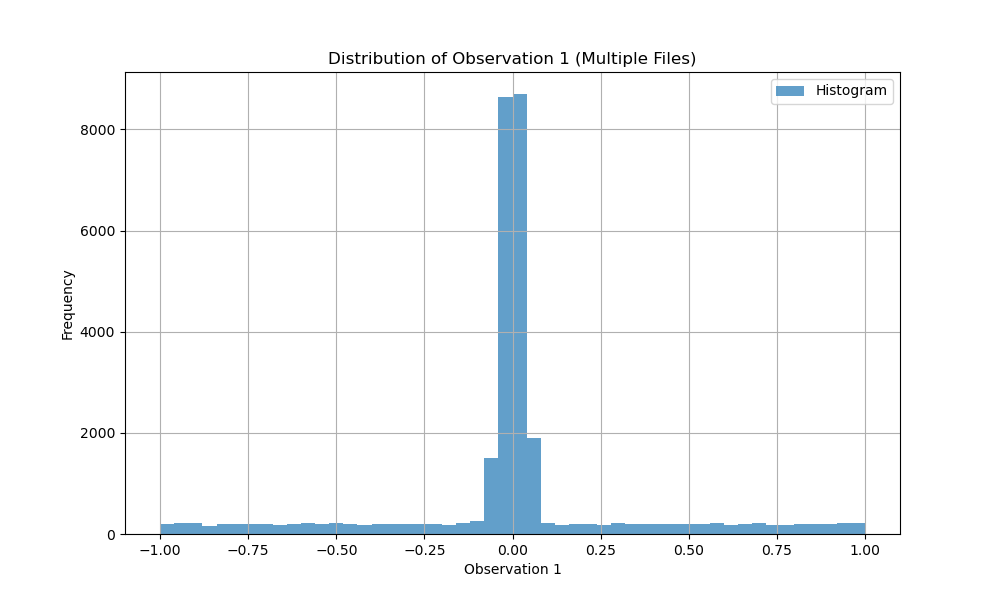 Distribution of Observation 1 (Multiple Files)
Histogram
8000
6000
4000
2000
0
Frequency
−1.00 −0.75 −0.50 −0.25 0.00 0.25 0.50 0.75 1.00
Observation 1